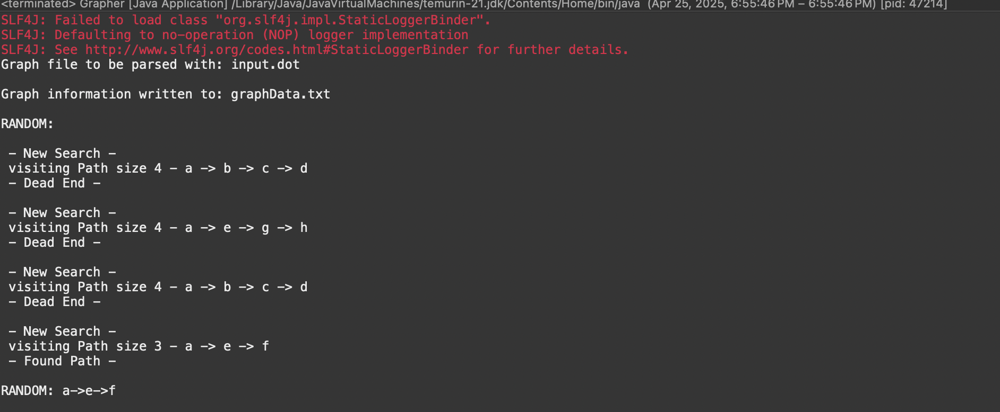 <terminated> Grapher [Java Application] /Library/Java/JavaVirtualMachines/temurin-21.jdk/Contents/Home/bin/java (Apr 25, 2025, 6:55:46 PM – 6:55:46 PM) [pid: 47214]
SLF4J: Failed to load class "org.slf4j.impl.StaticLoggerBinder".
SLF4J: Defaulting to no-operation (NOP) logger implementation
SLF4J: See http://www.slf4j.org/codes.html#StaticLoggerBinder for further details.
Graph file to be parsed with: input.dot
Graph information written to: graphData.txt
RANDOM:
- New Search -
visiting Path size 4 - a -> b -> c -> d
- Dead End -
- New Search -
visiting Path size 4 - a -> e -> g -> h
- Dead End -
- New Search -
visiting Path size 4 - a -> b -> c -> d
- Dead End -
- New Search -
visiting Path size 3 - a -> e -> f
- Found Path -
RANDOM: a->e->f